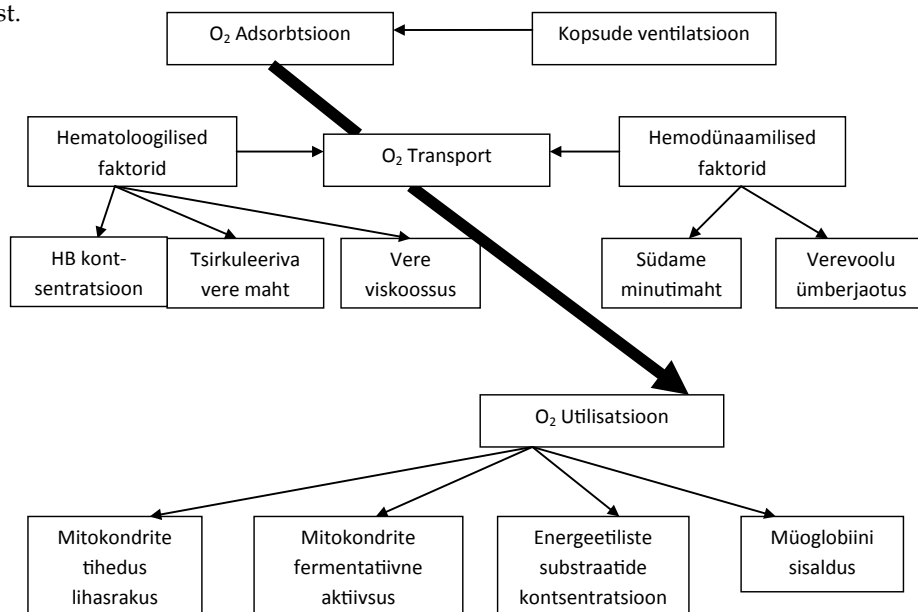 st.
O₂ Adsorbtsioon
Kopsude ventilatsioon
Hematoloogilised
faktorid
O₂ Transport
Hemodünaamilised
faktorid
HB kont-
sentratsioon
Tsirkuleeriva
vere maht
Vere
viskoossus
Südame
minutimaht
Verevoolu
ümberjaotus
O₂ Utilisatsioon
Mitokondrite
tihedus
lihasrakus
Mitokondrite
fermentatiivne
aktiivsus
Energeetiliste
substraatide
kontsentratsioon
Müoglobiini
sisaldus